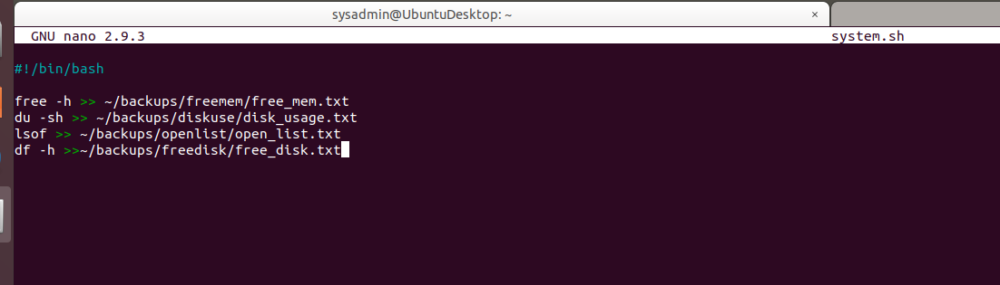 sysadmin@UbuntuDesktop: ~ ×
GNU nano 2.9.3 system.sh
#!/bin/bash
free -h >> ~/backups/freemem/free_mem.txt
du -sh >> ~/backups/diskuse/disk_usage.txt
lsof >> ~/backups/openlist/open_list.txt
df -h >>~/backups/freedisk/free_disk.txt